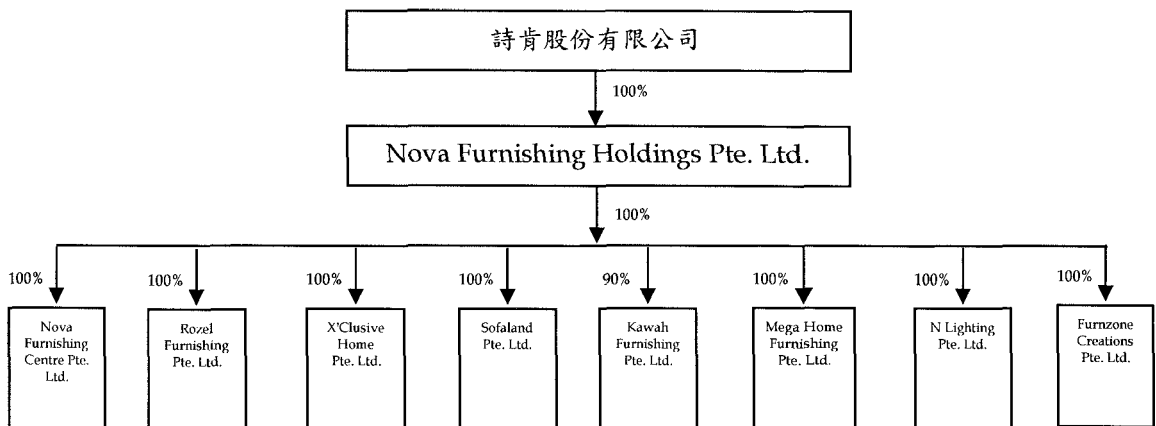 詩肯股份有限公司
100%
Nova Furnishing Holdings Pte. Ltd.
100%
100%
100%
100%
100%
90%
100%
100%
100%
Nova
Furnishing
Centre Pte.
Ltd.
Rozel
Furnishing
Pte. Ltd.
X'Clusive
Home
Pte. Ltd.
Sofaland
Pte. Ltd.
Kawah
Furnishing
Pte. Ltd.
Mega Home
Furnishing
Pte. Ltd.
N Lighting
Pte. Ltd.
Furnzone
Creations
Pte. Ltd.